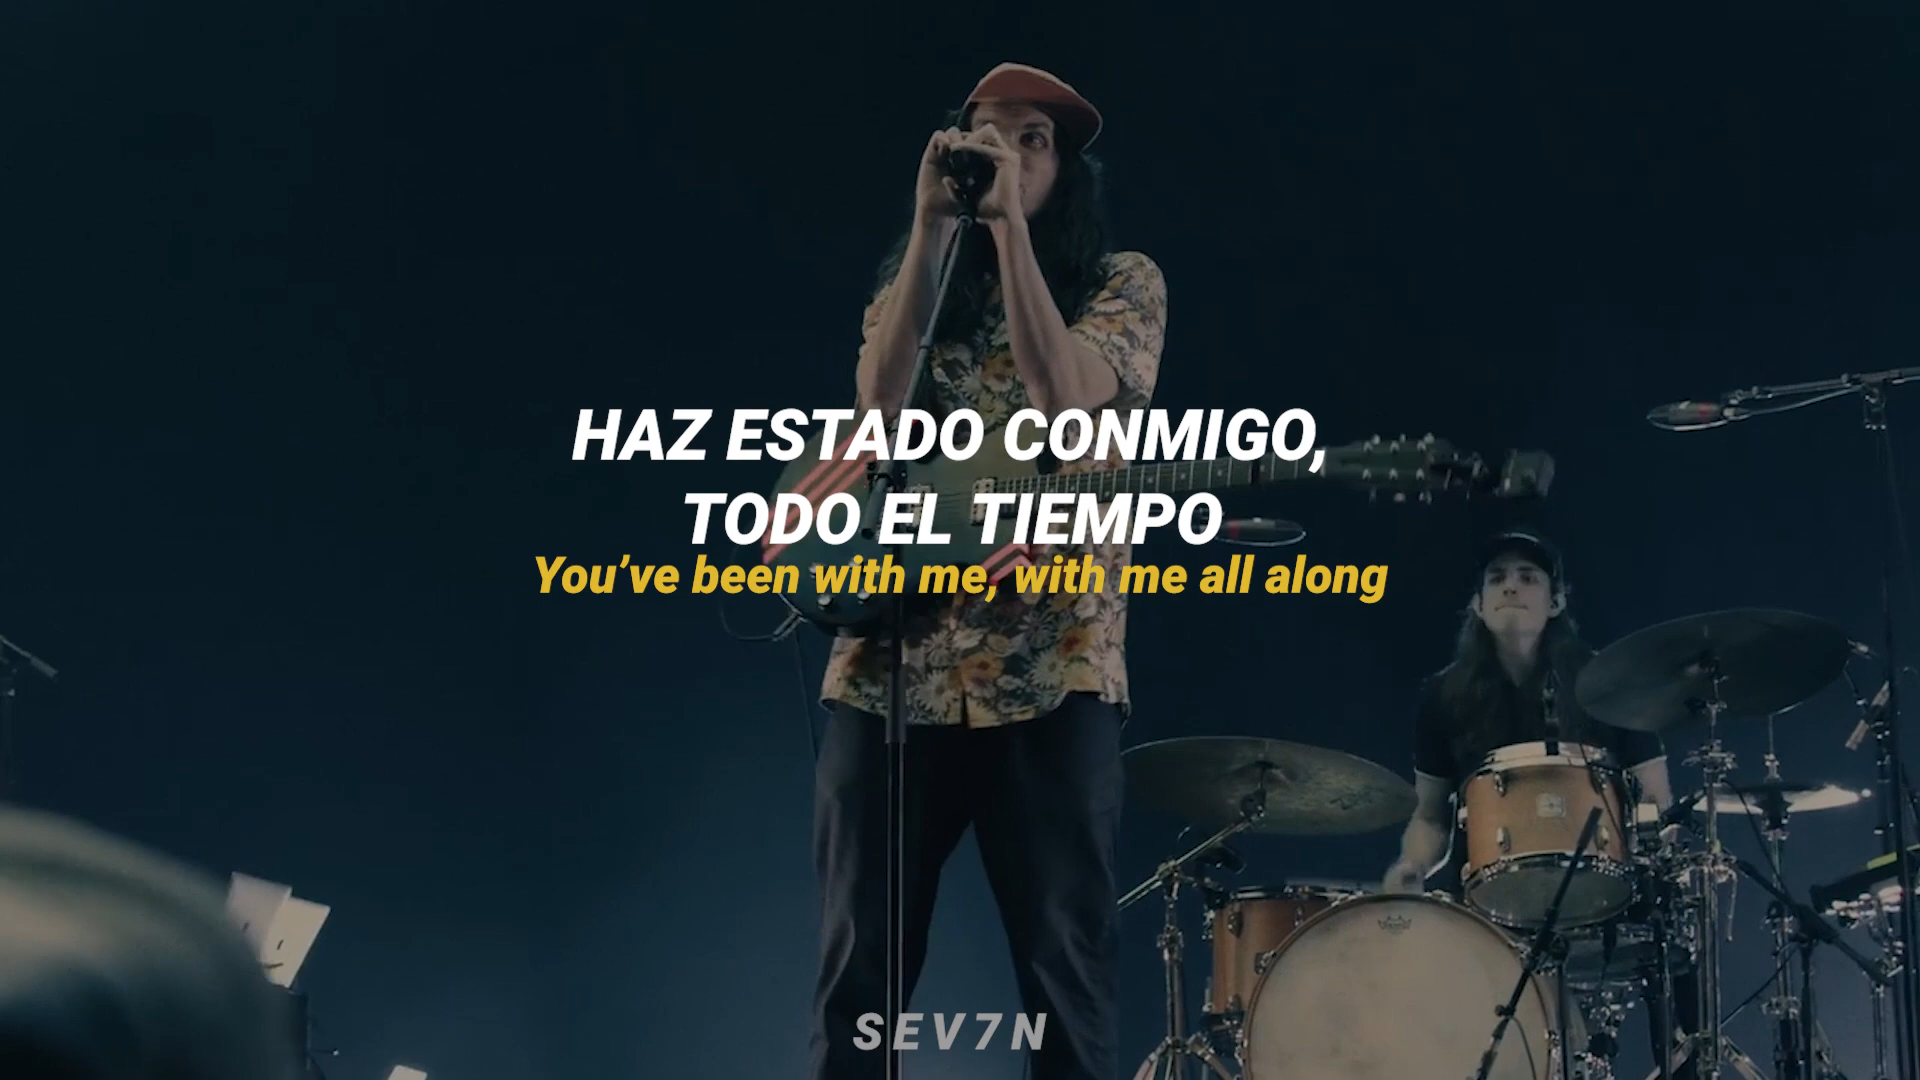 HAZ ESTADO CONMIGO,
TODO EL TIEMPO
You’ve been with me, with me all along
SEV7N